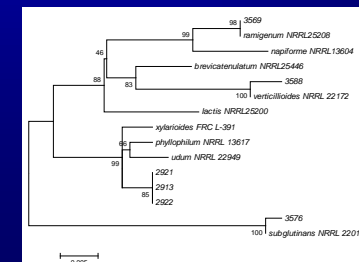 98
3569
99
ramigenum NRRL25208
46
napiforme NRRL13604
brevicatenulatum NRRL25446
88
83
3588
100
verticillioides NRRL 22172
lactis NRRL25200
xylarioides FRC L-391
66
phyllophilum NRRL 13617
99
udum NRRL 22949
2921
2913
85
2922
3576
100
subglutinans NRRL 2201